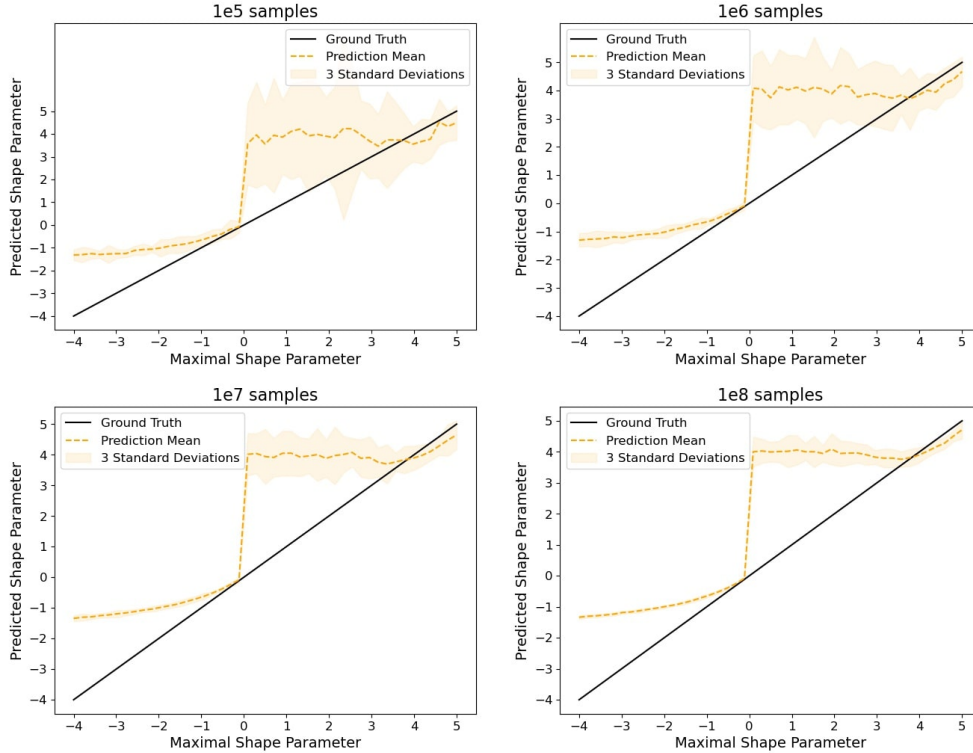 1e5 samples
Ground Truth
Prediction Mean
3 Standard Deviations
5
4
3
2
1
0
−1
−2
−3
−4
Predicted Shape Parameter
−4 −3 −2 −1 0 1 2 3 4 5
Maximal Shape Parameter
1e6 samples
Ground Truth
Prediction Mean
3 Standard Deviations
5
4
3
2
1
0
−1
−2
−3
−4
Predicted Shape Parameter
−4 −3 −2 −1 0 1 2 3 4 5
Maximal Shape Parameter
1e7 samples
Ground Truth
Prediction Mean
3 Standard Deviations
5
4
3
2
1
0
−1
−2
−3
−4
Predicted Shape Parameter
−4 −3 −2 −1 0 1 2 3 4 5
Maximal Shape Parameter
1e8 samples
Ground Truth
Prediction Mean
3 Standard Deviations
5
4
3
2
1
0
−1
−2
−3
−4
Predicted Shape Parameter
−4 −3 −2 −1 0 1 2 3 4 5
Maximal Shape Parameter